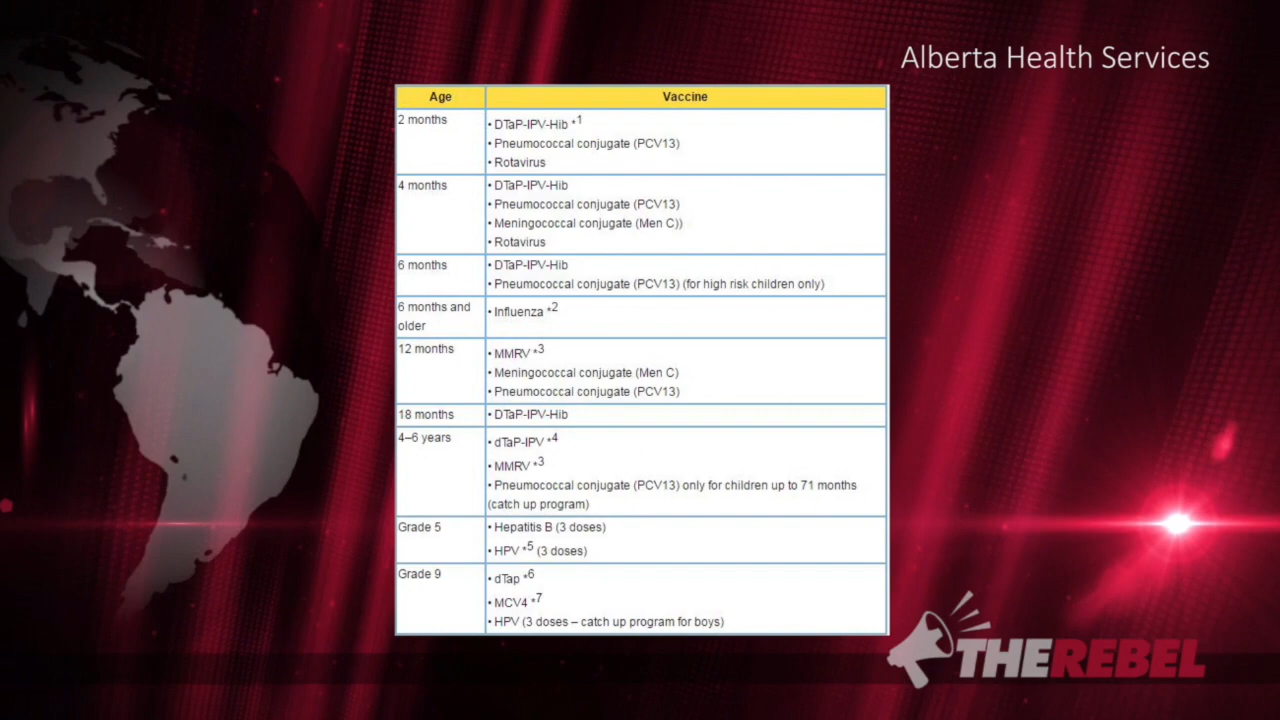 Alberta Health Services
Age Vaccine
2 months
• DTaP-IPV-Hib *1
• Pneumococcal conjugate (PCV13)
• Rotavirus
4 months
• DTaP-IPV-Hib
• Pneumococcal conjugate (PCV13)
• Meningococcal conjugate (Men C))
• Rotavirus
6 months
• DTaP-IPV-Hib
• Pneumococcal conjugate (PCV13) (for high risk children only)
6 months and
older
• Influenza *2
12 months
• MMRV *3
• Meningococcal conjugate (Men C)
• Pneumococcal conjugate (PCV13)
18 months
• DTaP-IPV-Hib
4–6 years
• dTaP-IPV *4
• MMRV *3
• Pneumococcal conjugate (PCV13) only for children up to 71 months
(catch up program)
Grade 5
• Hepatitis B (3 doses)
• HPV *5 (3 doses)
Grade 9
• dTap *6
• MCV4 *7
• HPV (3 doses – catch up program for boys)
THEREBEL